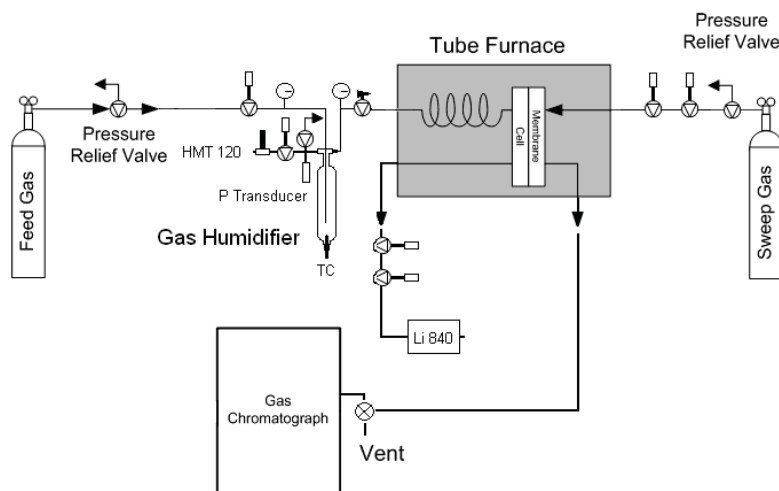 Pressure
Relief Valve
Tube Furnace
Pressure
Relief Valve
HMT 120
Membrane
Cell
P Transducer
Feed Gas
Gas Humidifier
Sweep Gas
TC
Li 840
Gas
Chromatograph
Vent